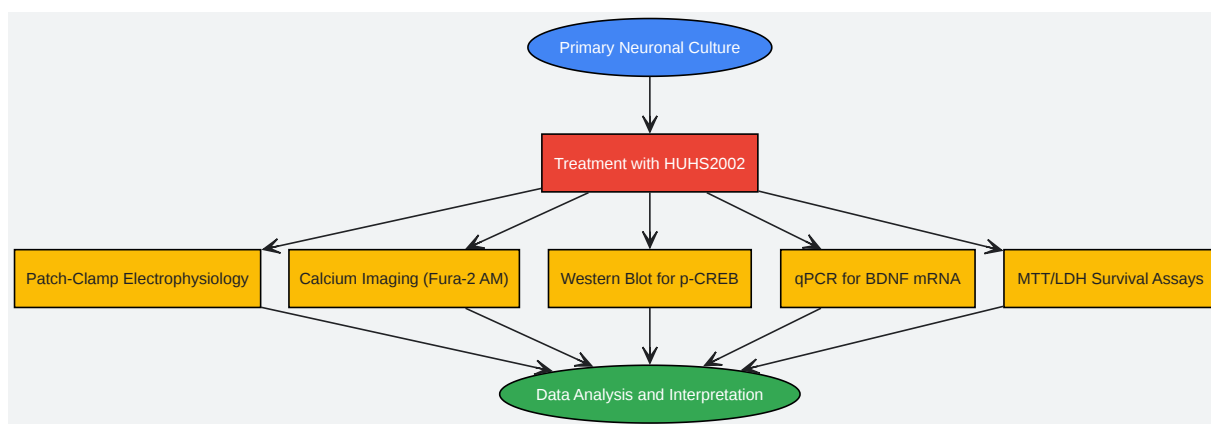 Primary Neuronal Culture
Treatment with HUHS2002
Patch-Clamp Electrophysiology
Calcium Imaging (Fura-2 AM)
Western Blot for p-CREB
qPCR for BDNF mRNA
MTT/LDH Survival Assays
Data Analysis and Interpretation